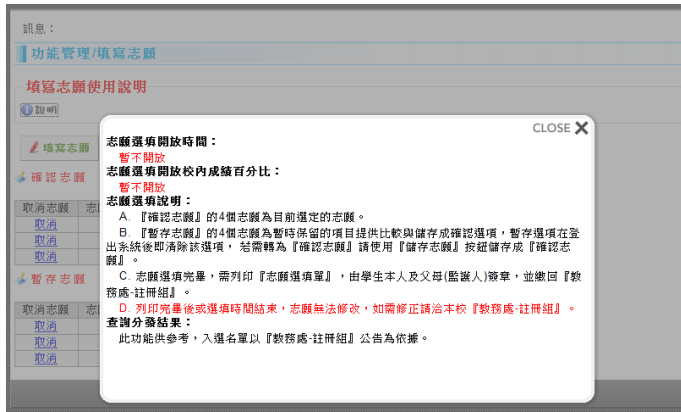 訊息：
功能管理/填寫志願
填寫志願使用說明
說明
CLOSE
填寫志願
志願選填開放時間：
暫不開放
志願選填開放校內成績百分比：
暫不開放
志願選填說明：
A. 『確認志願』的4個志願為目前選定的志願。
B. 『暫存志願』的4個志願為暫時保留的項目提供比較與儲存成確認選項，暫存選項在登
出系統後即清除該選項， 若需轉為『確認志願』請使用『儲存志願』按鈕儲存成『確認志
願』。
C. 志願選填完畢，需列印『志願選填單』，由學生本人及父母(監護人)簽章，並繳回『教
務處-註冊組』。
D. 列印完畢後或選填時間結束，志願無法修改，如需修正請洽本校『教務處-註冊組』。
查詢分發結果：
此功能供參考，入選名單以『教務處-註冊組』公告為依據。
確認志願
取消志願 志
取消
取消
取消
暫存志願
取消志願 志
取消
取消
取消